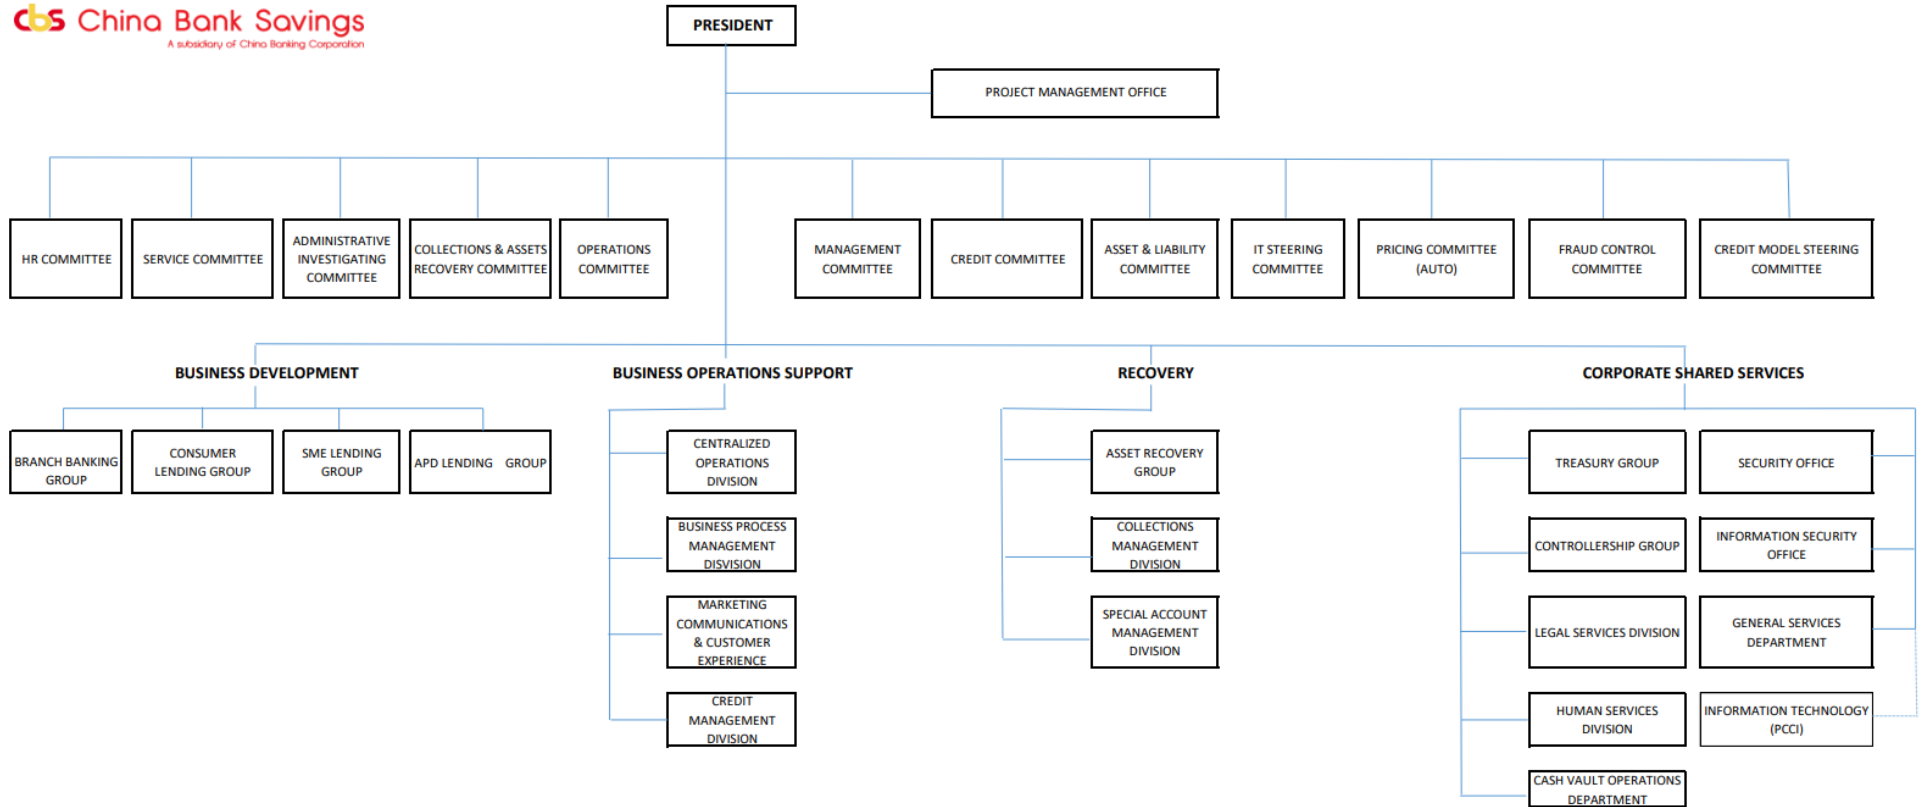 cbs China Bank Savings
A subsidiary of China Banking Corporation
PRESIDENT
PROJECT MANAGEMENT OFFICE
HR COMMITTEE
SERVICE COMMITTEE
ADMINISTRATIVE
INVESTIGATING
COMMITTEE
COLLECTIONS & ASSETS
RECOVERY COMMITTEE
OPERATIONS
COMMITTEE
MANAGEMENT
COMMITTEE
CREDIT COMMITTEE
ASSET & LIABILITY
COMMITTEE
IT STEERING
COMMITTEE
PRICING COMMITTEE
(AUTO)
FRAUD CONTROL
COMMITTEE
CREDIT MODEL STEERING
COMMITTEE
BUSINESS DEVELOPMENT
BRANCH BANKING
GROUP
CONSUMER
LENDING GROUP
SME LENDING
GROUP
APD LENDING GROUP
BUSINESS OPERATIONS SUPPORT
CENTRALIZED
OPERATIONS
DIVISION
BUSINESS PROCESS
MANAGEMENT
DISVISION
MARKETING
COMMUNICATIONS
& CUSTOMER
EXPERIENCE
CREDIT
MANAGEMENT
DIVISION
RECOVERY
ASSET RECOVERY
GROUP
COLLECTIONS
MANAGEMENT
DIVISION
SPECIAL ACCOUNT
MANAGEMENT
DIVISION
CORPORATE SHARED SERVICES
TREASURY GROUP
CONTROLLERSHIP GROUP
LEGAL SERVICES DIVISION
HUMAN SERVICES
DIVISION
CASH VAULT OPERATIONS
DEPARTMENT
SECURITY OFFICE
INFORMATION SECURITY
OFFICE
GENERAL SERVICES
DEPARTMENT
INFORMATION TECHNOLOGY
(PCCI)